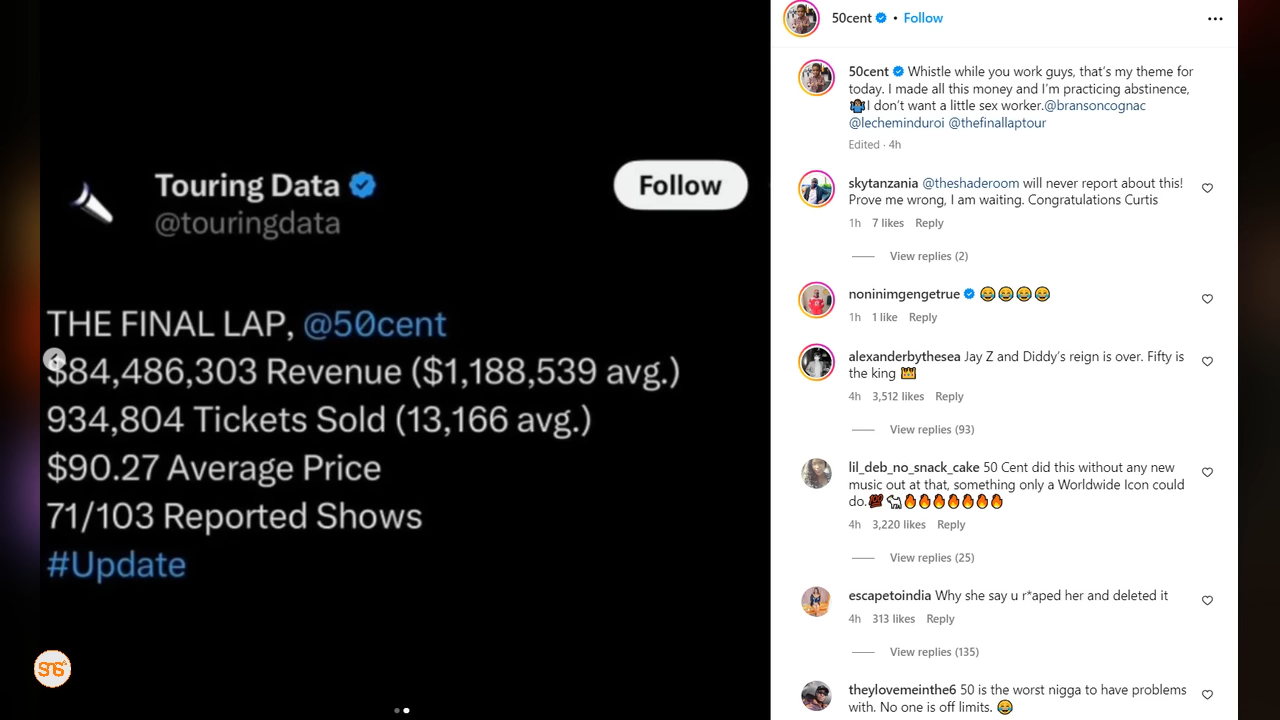 Touring Data
@touringdata
Follow
THE FINAL LAP, @50cent
$84,486,303 Revenue ($1,188,539 avg.)
934,804 Tickets Sold (13,166 avg.)
$90.27 Average Price
71/103 Reported Shows
#Update
SGS
50cent • Follow
50cent Whistle while you work guys, that’s my theme for
today. I made all this money and I’m practicing abstinence,
🤷🏽‍♂️I don’t want a little sex worker.@bransoncognac
@lecheminduroi @thefinallaptour
Edited · 4h
skytanzania @theshaderoom will never report about this!
Prove me wrong, I am waiting. Congratulations Curtis
1h 7 likes Reply
View replies (2)
noninimgengetrue 😂😂😂😂
1h 1 like Reply
alexanderbythesea Jay Z and Diddy’s reign is over. Fifty is
the king 👑
4h 3,512 likes Reply
View replies (93)
lil_deb_no_snack_cake 50 Cent did this without any new
music out at that, something only a Worldwide Icon could
do.💯🐐🔥🔥🔥🔥🔥🔥🔥
4h 3,220 likes Reply
View replies (25)
escapetoindia Why she say u r*aped her and deleted it
4h 313 likes Reply
View replies (135)
theylovemeinthe6 50 is the worst nigga to have problems
with. No one is off limits. 😂